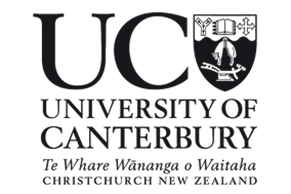 UC
UNIVERSITY OF
CANTERBURY
Te Whare Wānanga o Waitaha
CHRISTCHURCH NEW ZEALAND